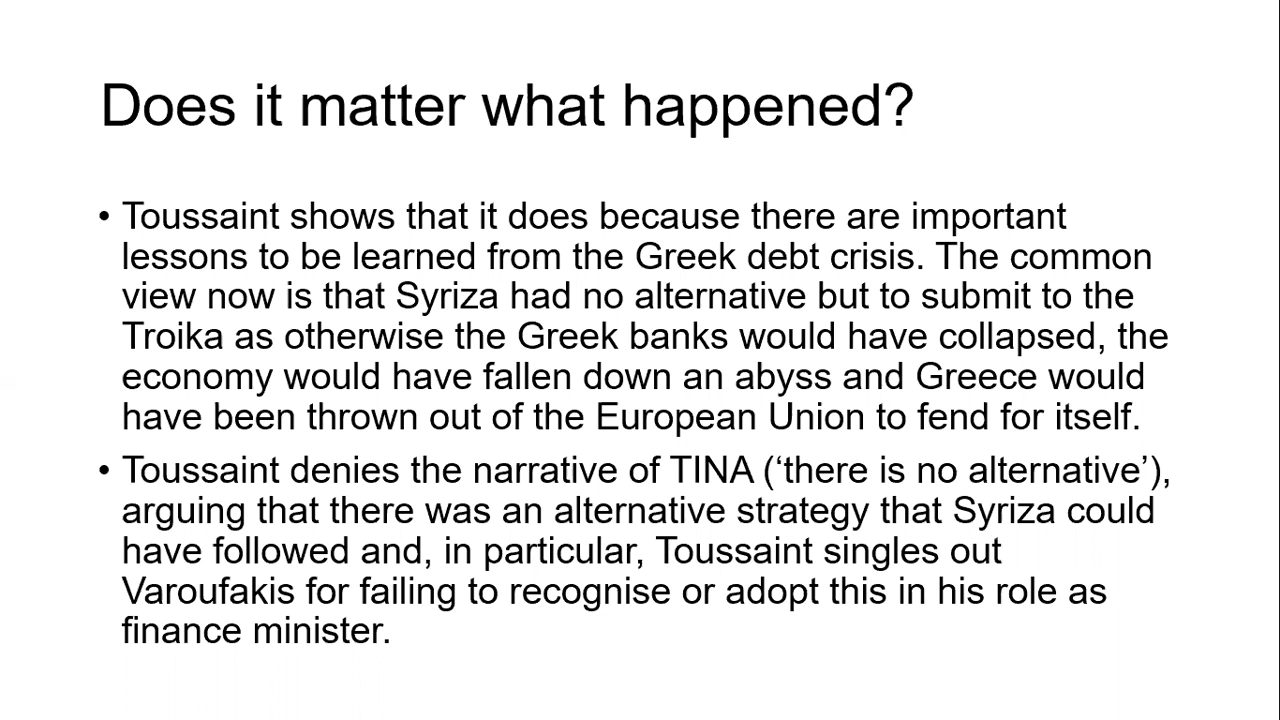 Does it matter what happened?
• Toussaint shows that it does because there are important
lessons to be learned from the Greek debt crisis. The common
view now is that Syriza had no alternative but to submit to the
Troika as otherwise the Greek banks would have collapsed, the
economy would have fallen down an abyss and Greece would
have been thrown out of the European Union to fend for itself.
• Toussaint denies the narrative of TINA (‘there is no alternative’),
arguing that there was an alternative strategy that Syriza could
have followed and, in particular, Toussaint singles out
Varoufakis for failing to recognise or adopt this in his role as
finance minister.